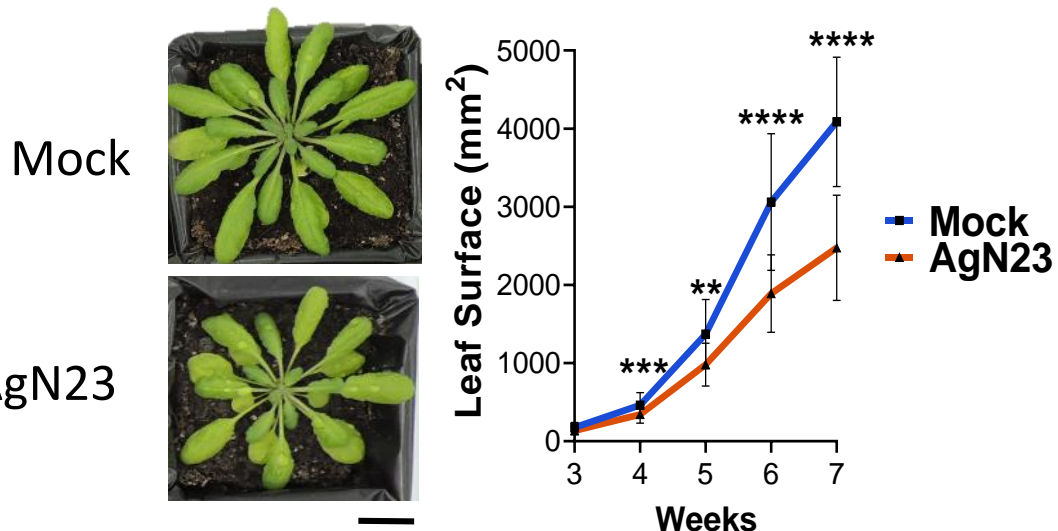 Mock
gN23
Leaf Surface (mm²)
5000
4000
3000
2000
1000
0
***
**
****
****
3 4 5 6 7
Weeks
Mock
AgN23